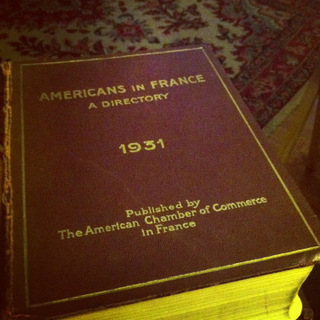 AMERICANS IN FRANCE
A DIRECTORY
1931
Published by
The American Chamber of Commerce
in France